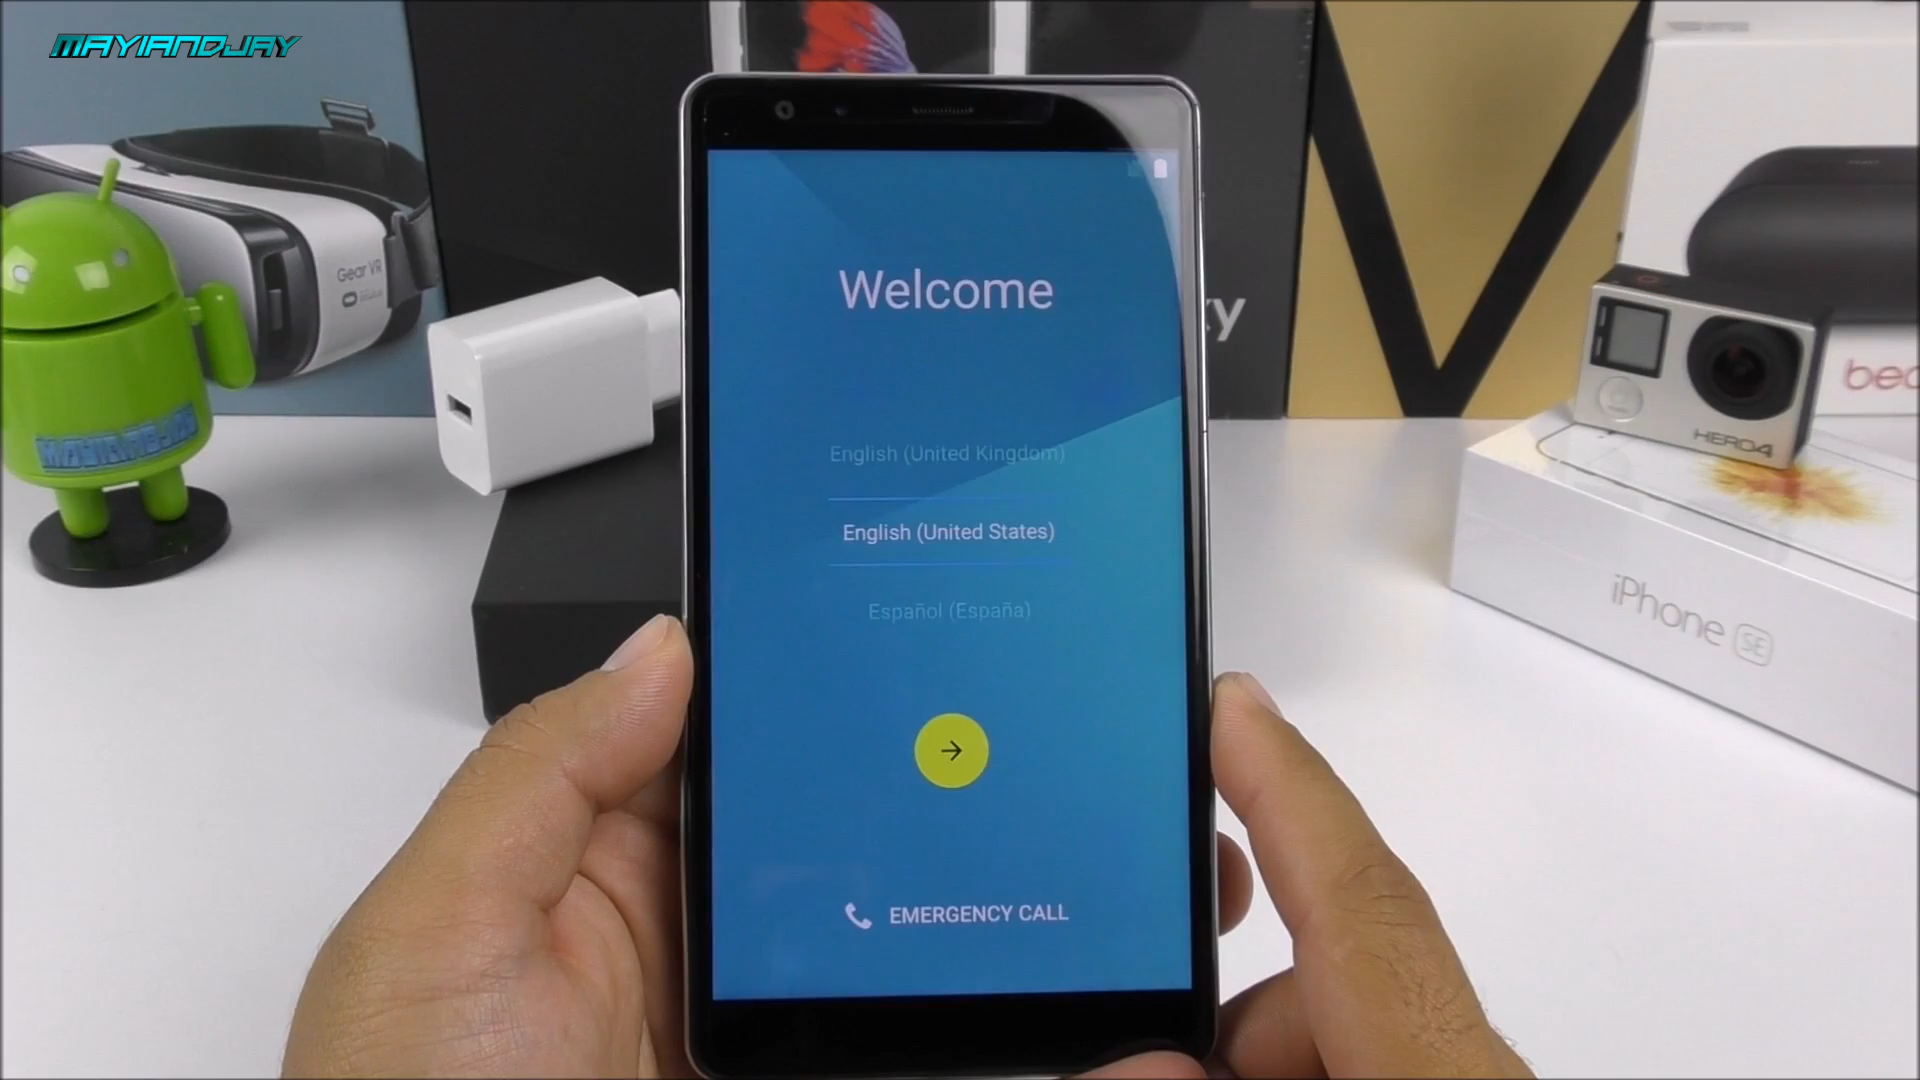 MAYIANDJAY
Gear VR
Welcome
English (United Kingdom)
English (United States)
Español (España)
→
EMERGENCY CALL
HERO4
iPhone SE